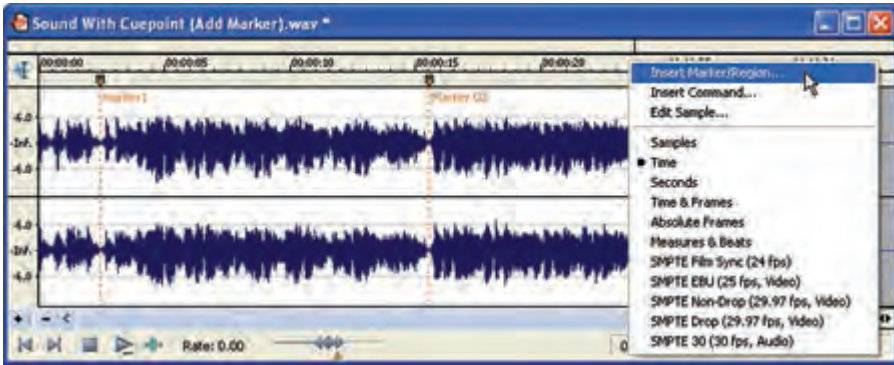 Sound With Cuepoint (Add Marker).wav *
00:00:00 00:00:05 00:00:10 00:00:15 00:00:20
Marker 02
-6.0
-Inf.
-6.0
-6.0
-Inf.
-6.0
Rate: 0.00
Insert Marker/Region...
Insert Command...
Edit Sample...
Samples
Time
Seconds
Time & Frames
Absolute Frames
Measures & Beats
SMPTE Film Sync (24 fps)
SMPTE EBU (25 fps, Video)
SMPTE Non-Drop (29.97 fps, Video)
SMPTE Drop (29.97 fps, Video)
SMPTE 30 (30 fps, Audio)